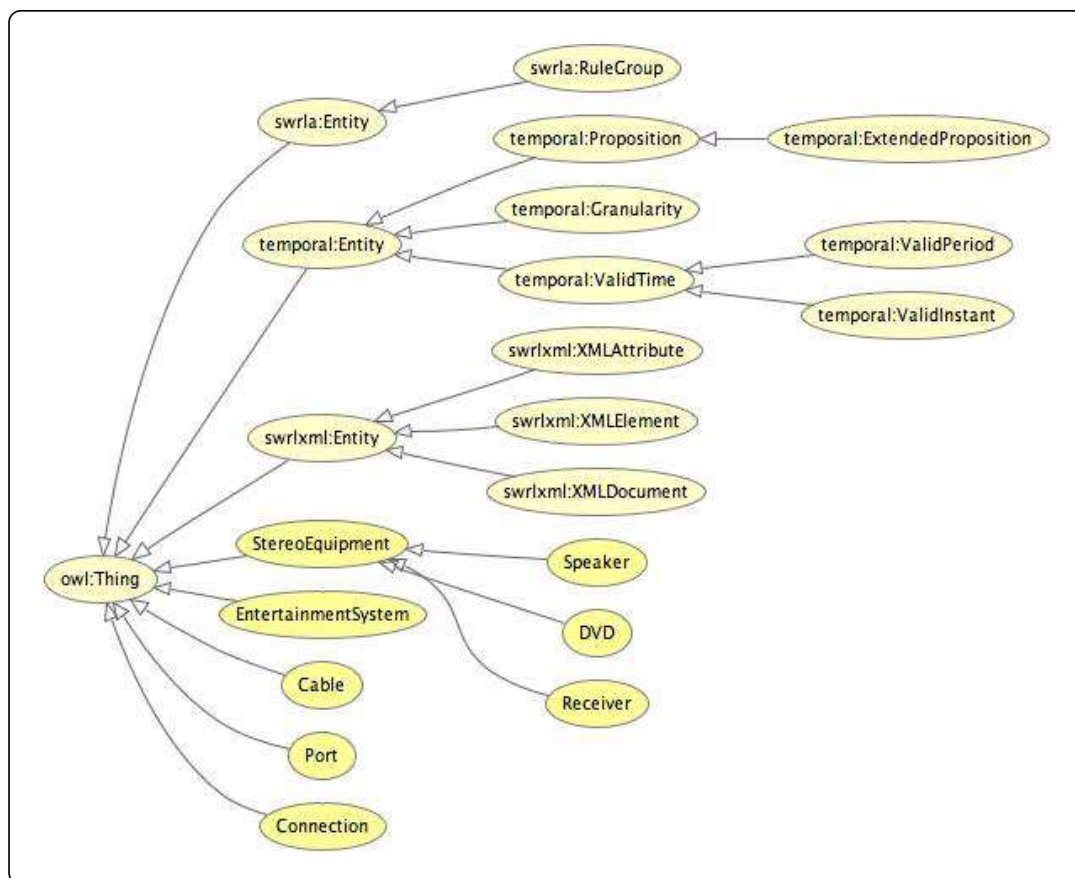 swrla:RuleGroup
swrla:Entity
temporal:Proposition
temporal:ExtendedProposition
temporal:Granularity
temporal:Entity
temporal:ValidPeriod
temporal:ValidTime
temporal:ValidInstant
swrlxml:XMLAttribute
swrlxml:XMLElement
swrlxml:Entity
swrlxml:XMLDocument
StereoEquipment
Speaker
owl:Thing
EntertainmentSystem
DVD
Cable
Receiver
Port
Connection